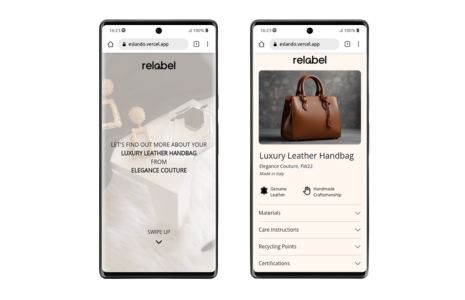 16:23
100%
eslando.vercel.app
relabel
LET'S FIND OUT MORE ABOUT YOUR
LUXURY LEATHER HANDBAG
FROM
ELEGANCE COUTURE
SWIPE UP
16:23
100%
eslando.vercel.app
relabel
Luxury Leather Handbag
Elegance Couture, FW22
Made in Italy
Genuine
Leather
Handmade
Craftsmanship
Materials
Care Instructions
Recycling Points
Certifications